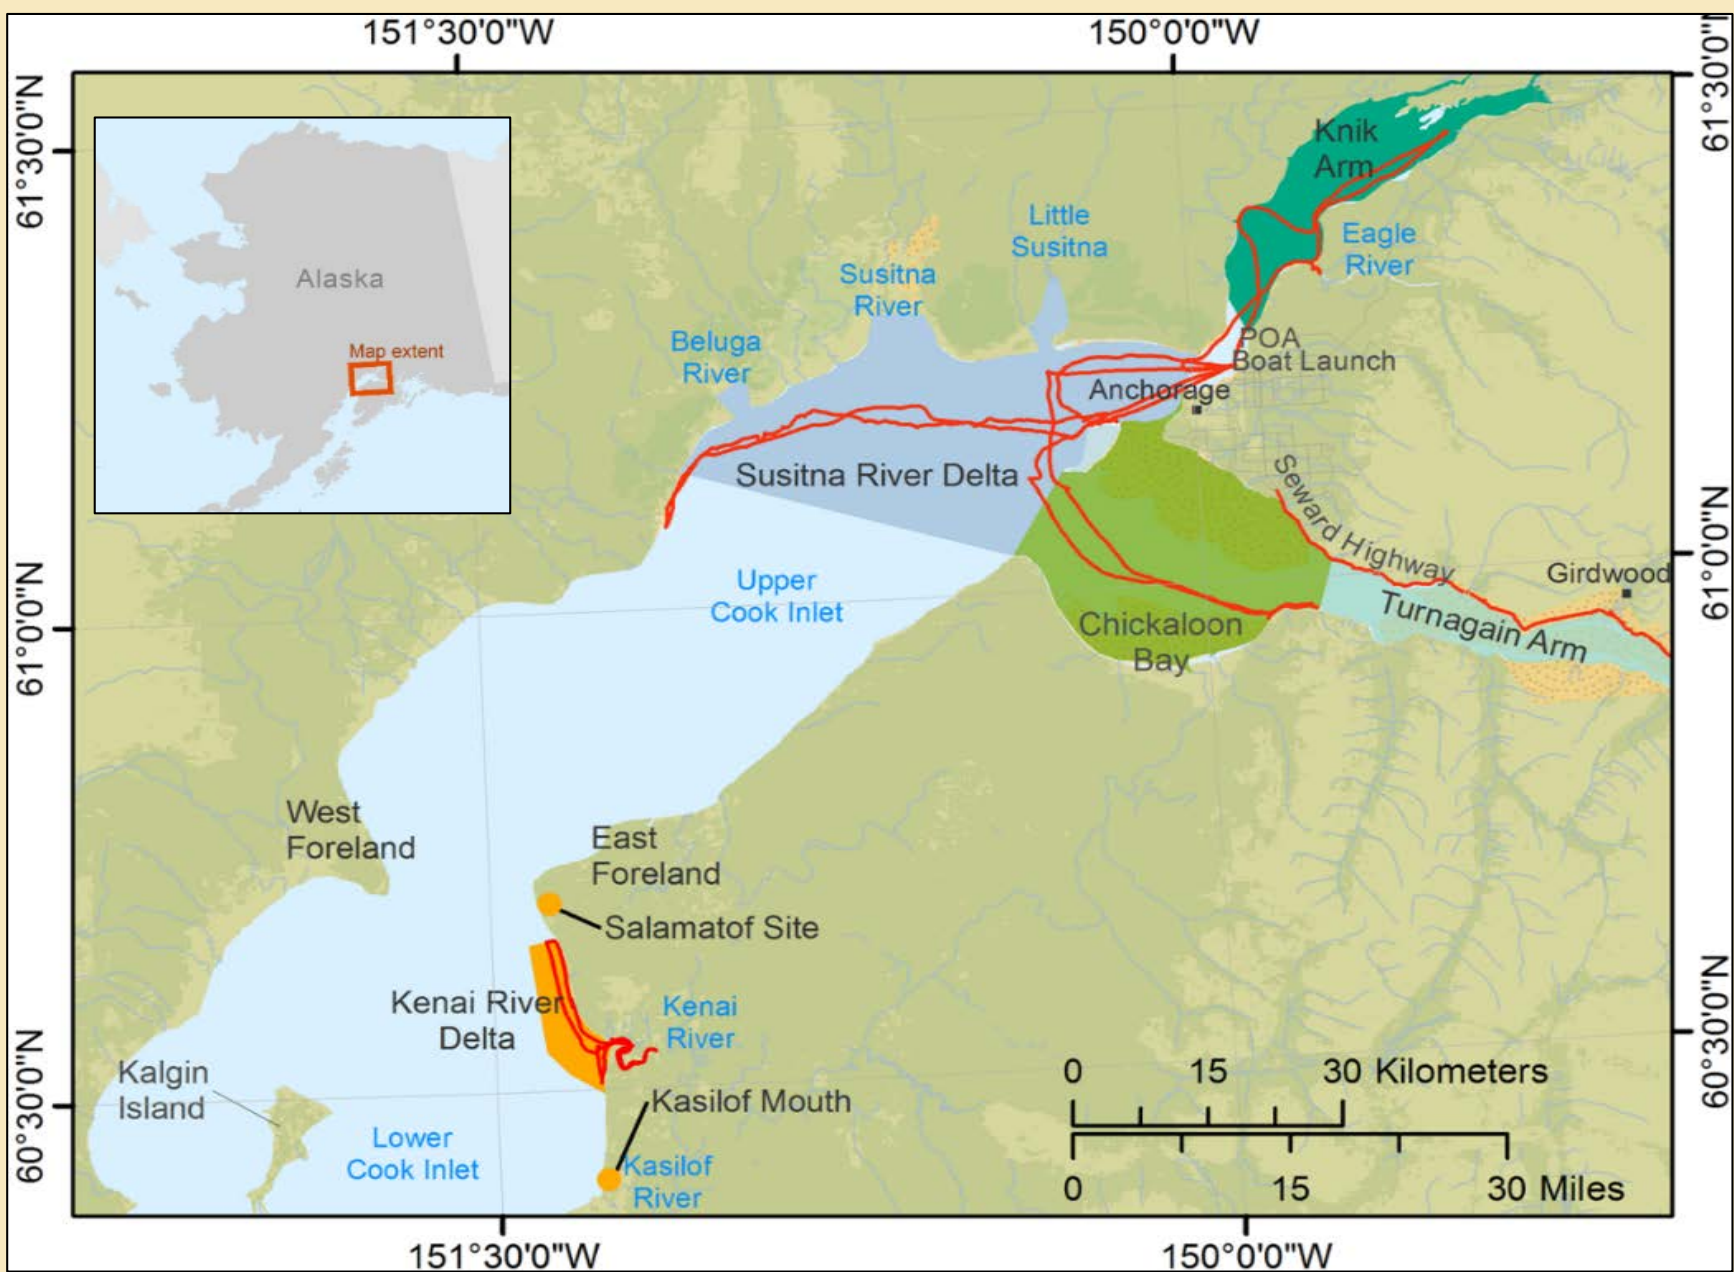 151°30'0"W
150°0'0"W
61°30'0"N
61°30'0"N
Knik
Arm
Little
Susitna
Eagle
River
Susitna
River
Alaska
Map extent
Beluga
River
POA
Boat Launch
Anchorage
Susitna River Delta
Seward Highway
61°0'0"N
61°0'0"N
Upper
Cook Inlet
Girdwood
Turnagain Arm
Chickaloon
Bay
West
Foreland
East
Foreland
Salamatof Site
Kenai River
Delta
Kenai
River
60°30'0"N
60°30'0"N
Kalgin
Island
0 15 30 Kilometers
Kasilof Mouth
Lower
Cook Inlet
Kasilof
River
0 15 30 Miles
151°30'0"W
150°0'0"W